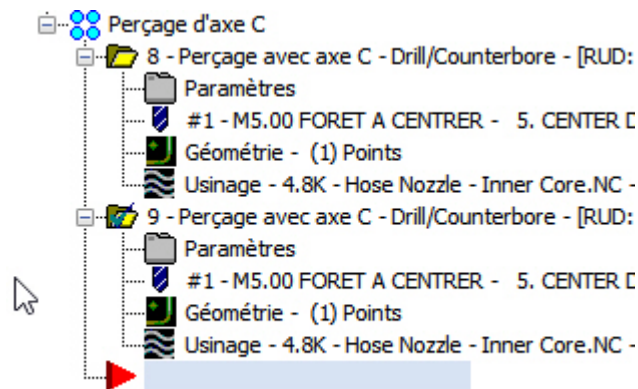 Perçage d'axe C
8 - Perçage avec axe C - Drill/Counterbore - [RUD:
Paramètres
#1 - M5.00 FORET A CENTRER - 5. CENTER D
Géométrie - (1) Points
Usinage - 4.8K - Hose Nozzle - Inner Core.NC -
9 - Perçage avec axe C - Drill/Counterbore - [RUD:
Paramètres
#1 - M5.00 FORET A CENTRER - 5. CENTER D
Géométrie - (1) Points
Usinage - 4.8K - Hose Nozzle - Inner Core.NC -